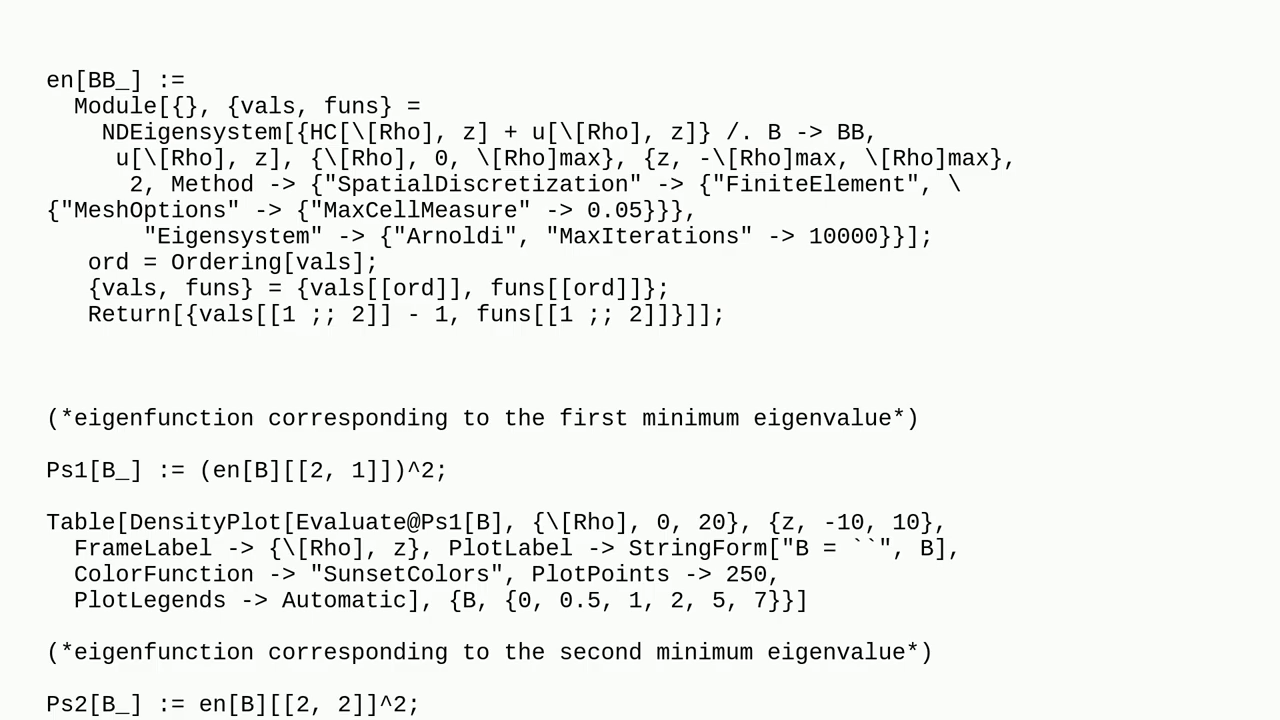 en[BB_] :=
  Module[{}, {vals, funs} =
    NDEigensystem[{HC[\[Rho], z] + u[\[Rho], z]} /. B -> BB,
     u[\[Rho], z], {\[Rho], 0, \[Rho]max}, {z, -\[Rho]max, \[Rho]max},
      2, Method -> {"SpatialDiscretization" -> {"FiniteElement", \
{"MeshOptions" -> {"MaxCellMeasure" -> 0.05}}},
       "Eigensystem" -> {"Arnoldi", "MaxIterations" -> 10000}}];
   ord = Ordering[vals];
   {vals, funs} = {vals[[ord]], funs[[ord]]};
   Return[{vals[[1 ;; 2]] - 1, funs[[1 ;; 2]]}]];
(*eigenfunction corresponding to the first minimum eigenvalue*)
Ps1[B_] := (en[B][[2, 1]])^2;
Table[DensityPlot[Evaluate@Ps1[B], {\[Rho], 0, 20}, {z, -10, 10},
  FrameLabel -> {\[Rho], z}, PlotLabel -> StringForm["B = ``", B],
  ColorFunction -> "SunsetColors", PlotPoints -> 250,
  PlotLegends -> Automatic], {B, {0, 0.5, 1, 2, 5, 7}}]
(*eigenfunction corresponding to the second minimum eigenvalue*)
Ps2[B_] := en[B][[2, 2]]^2;